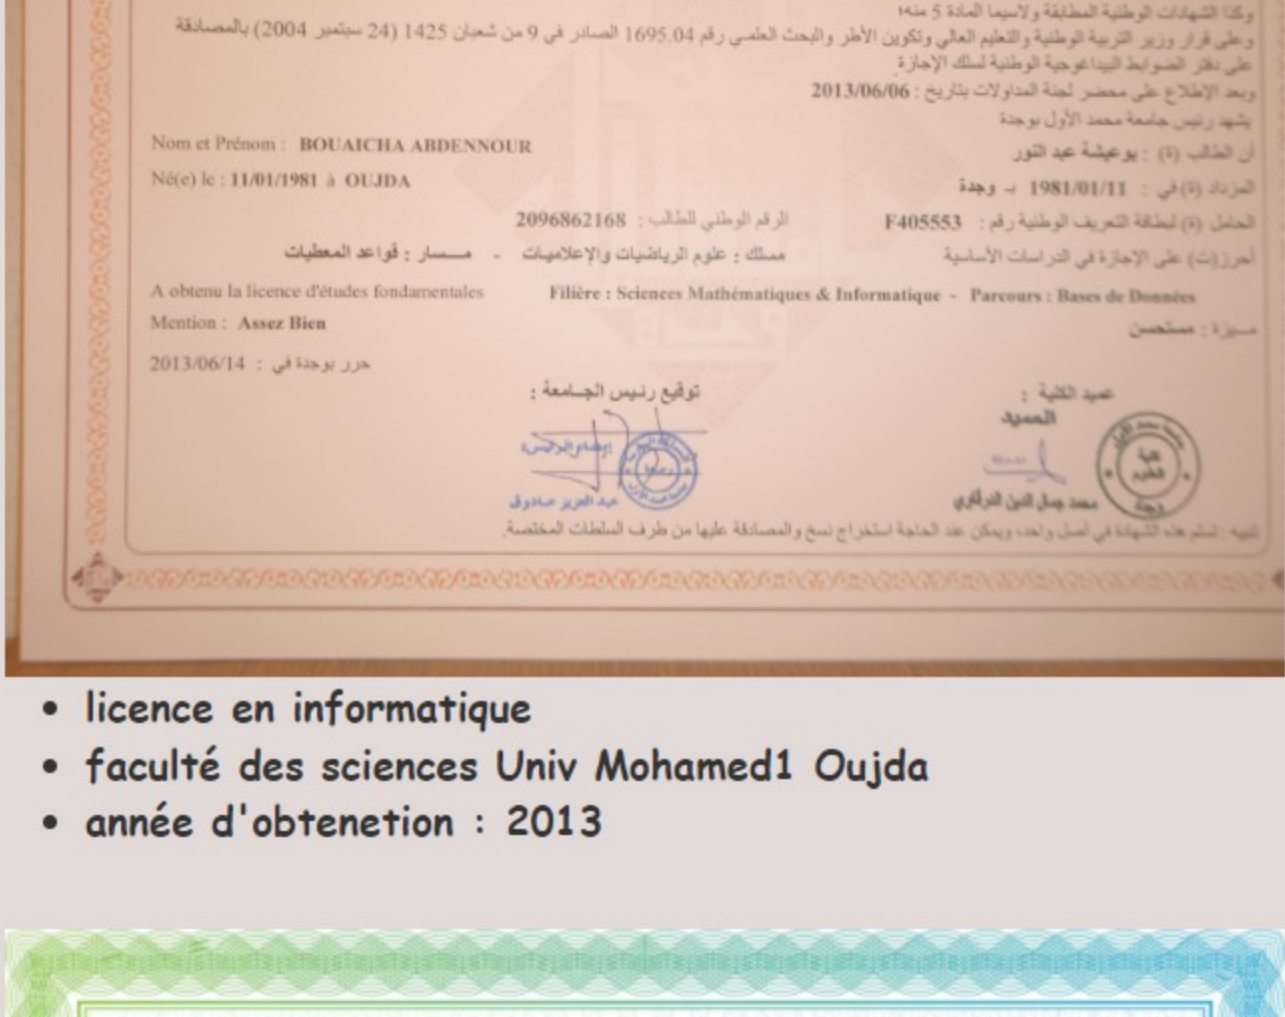 وكذا الشهادات الوطنية المطابقة ولاسيما المادة 5 منه؛
وعلى قرار وزير التربية الوطنية والتعليم العالي وتكوين الأطر والبحث العلمي رقم 1695.04 الصادر في 9 من شعبان 1425 (24 سبتمبر 2004) بالمصادقة
على دفتر الضوابط البيداغوجية الوطنية لسلك الإجازة.
وبعد الإطلاع على محضر لجنة المداولات بتاريخ : 2013/06/06
يشهد رئيس جامعة محمد الأول بوجدة
Nom et Prénom : BOUAICHA ABDENNOUR
أن الطالب (ة) : بوعيشة عبد النور
Né(e) le : 11/01/1981 à OUJDA
المزداد (ة) في : 1981/01/11 بـ وجدة
الحامل (ة) لبطاقة التعريف الوطنية رقم : F405553 الرقم الوطني للطالب : 2096862168
أحرز(ت) على الإجازة في الدراسات الأساسية مسلك : علوم الرياضيات والإعلاميات - مســار : قواعد المعطيات
A obtenu la licence d'études fondamentales Filière : Sciences Mathématiques & Informatique - Parcours : Bases de Données
Mention : Assez Bien
مـيزة : مستحسن
حرر بوجدة في : 2013/06/14
عميد الكلية :
توقيع رئيس الجـامعة :
العميد
محمد جمال الدين الدرقاوي
عبد العزيز صادوق
تنبيه : تسلم هذه الشهادة في أصل واحد، ويمكن عند الحاجة استخراج نسخ والمصادقة عليها من طرف السلطات المختصة.
• licence en informatique
• faculté des sciences Univ Mohamed1 Oujda
• année d'obtenetion : 2013